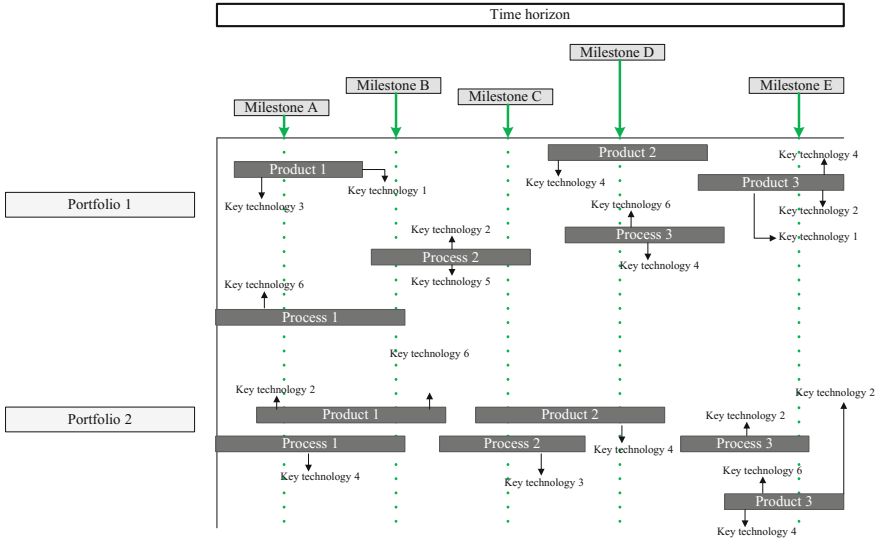 Time horizon
Milestone D
Milestone B
Milestone E
Milestone C
Milestone A
Product 2
Key technology 4
Product 1
Key technology 4
Product 3
Key technology 1
Portfolio 1
Key technology 3
Key technology 6
Key technology 2
Key technology 2
Process 3
Key technology 1
Process 2
Key technology 4
Key technology 6
Key technology 5
Process 1
Key technology 6
Key technology 2
Key technology 2
Portfolio 2
Product 1
Product 2
Key technology 2
Process 1
Process 2
Process 3
Key technology 4
Key technology 4
Key technology 3
Key technology 6
Product 3
Key technology 4